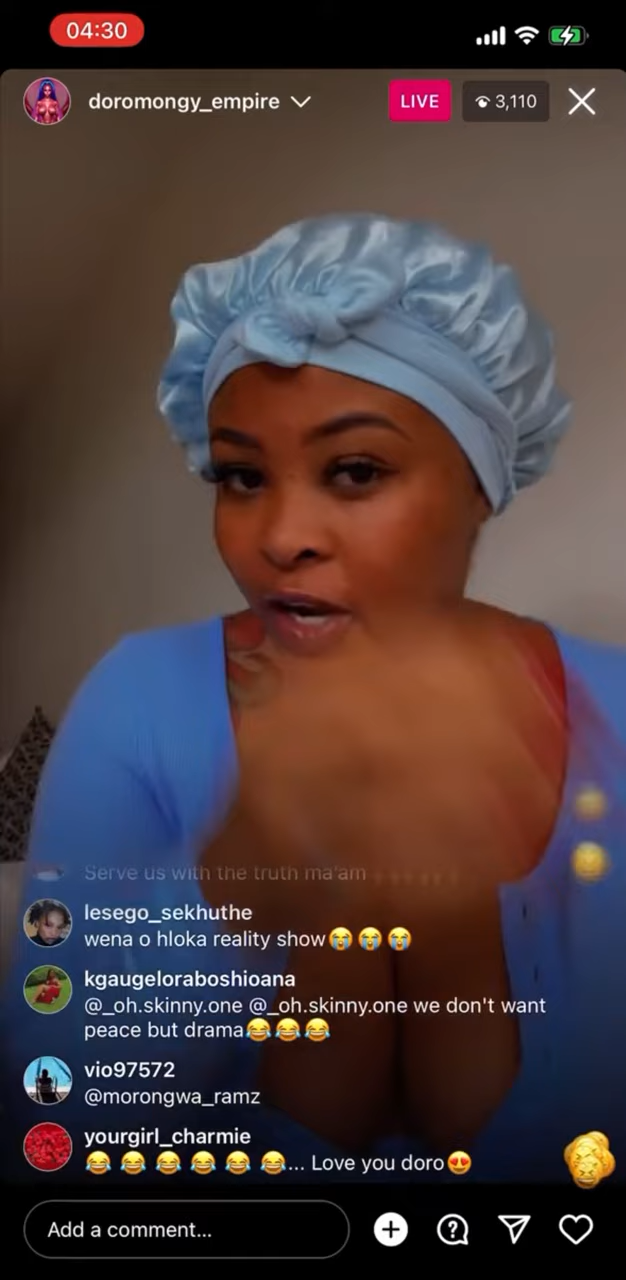 04:30
doromongy_empire
LIVE
3,110
Serve us with the truth ma'am
lesego_sekhuthe
wena o hloka reality show😭😭😭
kgaugeloraboshioana
@_oh.skinny.one @_oh.skinny.one we don't want
peace but drama😂😂😂
vio97572
@morongwa_ramz
yourgirl_charmie
😂😂😂😂😂😂... Love you doro😍
Add a comment...